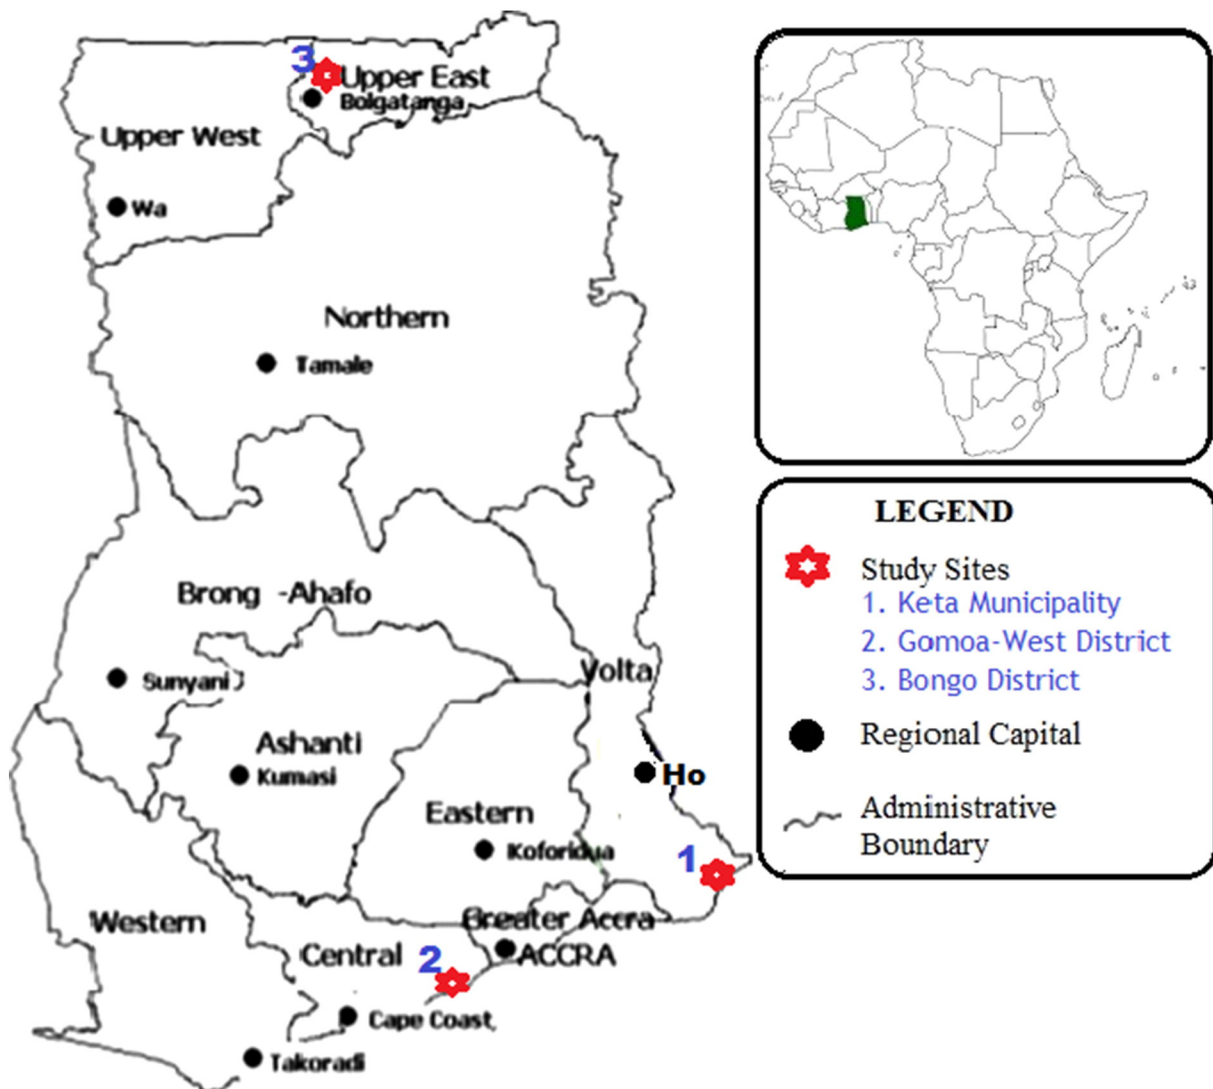 3
Upper East
Bolgatanga
Upper West
Wa
Northern
Tamale
Brong -Ahafo
Sunyani
Volta
Ashanti
Kumasi
Ho
Eastern
Koforidua
1
Western
Greater Accra
Central
2
ACCRA
Cape Coast
Takoradi
LEGEND
Study Sites
1. Keta Municipality
2. Gomoa-West District
3. Bongo District
Regional Capital
Administrative
Boundary